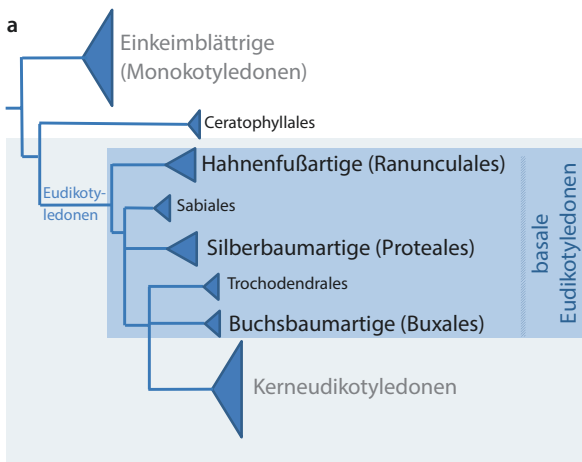 a
Einkeimblättrige
(Monokotyledonen)
Ceratophyllales
Hahnenfußartige (Ranunculales)
Eudikoty-
ledonen
Sabiales
Silberbaumartige (Proteales)
Trochodendrales
Buchsbaumartige (Buxales)
Kerneudikotyledonen
basale
Eudikotyledonen